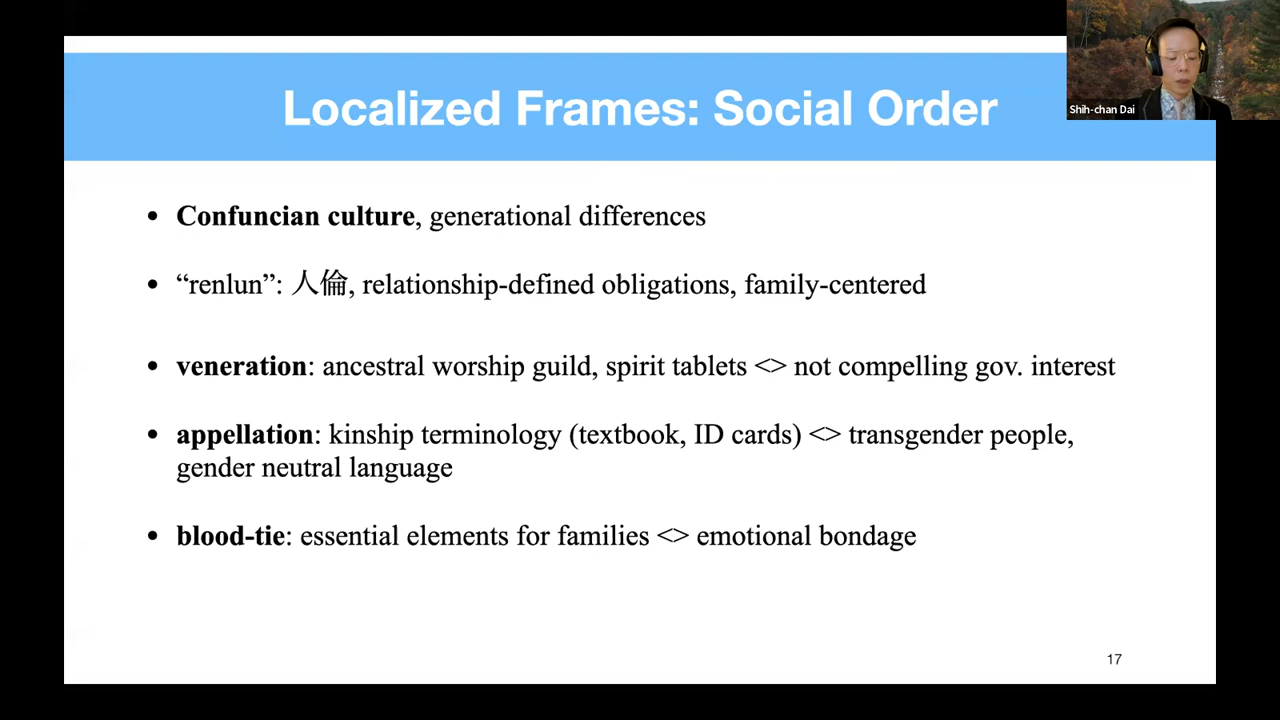 Localized Frames: Social Order
Shih-chan Dai
• Confuncian culture, generational differences
• “renlun”: 人倫, relationship-defined obligations, family-centered
• veneration: ancestral worship guild, spirit tablets <> not compelling gov. interest
• appellation: kinship terminology (textbook, ID cards) <> transgender people,
gender neutral language
• blood-tie: essential elements for families <> emotional bondage
17